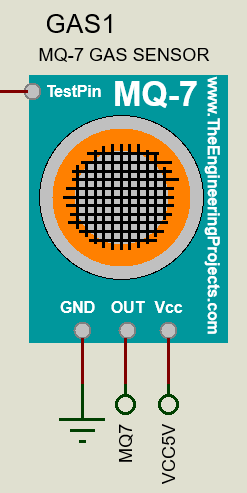 GAS1
MQ-7 GAS SENSOR
TestPin
MQ-7
www.TheEngineeringProjects.com
GND OUT Vcc
MQ7
VCC5V